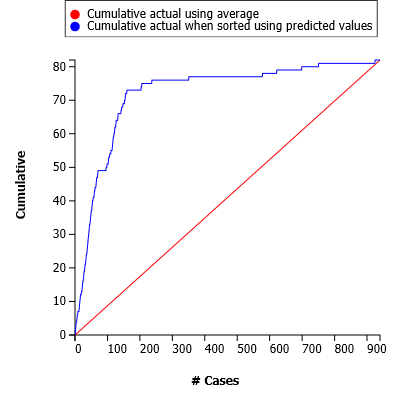 Cumulative actual using average
Cumulative actual when sorted using predicted values
80
70
60
50
40
30
20
10
0
Cumulative
0 100 200 300 400 500 600 700 800 900
# Cases